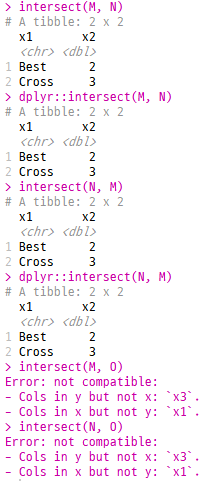 > intersect(M, N)
# A tibble: 2 x 2
x1 x2
<chr> <dbl>
1 Best 2
2 Cross 3
> dplyr::intersect(M, N)
# A tibble: 2 x 2
x1 x2
<chr> <dbl>
1 Best 2
2 Cross 3
> intersect(N, M)
# A tibble: 2 x 2
x1 x2
<chr> <dbl>
1 Best 2
2 Cross 3
> dplyr::intersect(N, M)
# A tibble: 2 x 2
x1 x2
<chr> <dbl>
1 Best 2
2 Cross 3
> intersect(M, O)
Error: not compatible:
- Cols in y but not x: `x3`.
- Cols in x but not y: `x1`.
> intersect(N, O)
Error: not compatible:
- Cols in y but not x: `x3`.
- Cols in x but not y: `x1`.